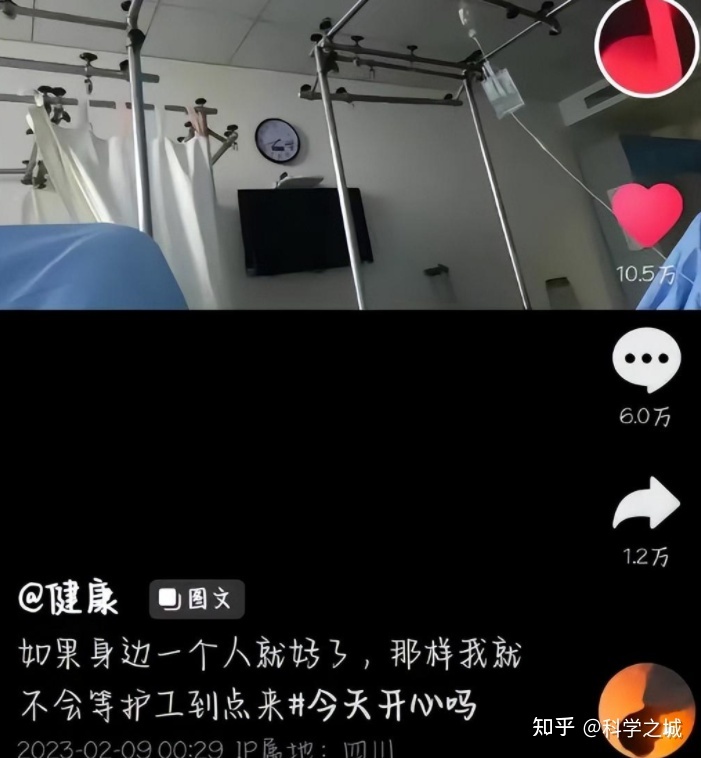 10.5万
6.0万
1.2万
@健康 图文
如果身边一个人就好了，那样我就
不会等护工到点来#今天开心吗
知乎 @科学之城
2023-02-09 00:29 IP属地：四川